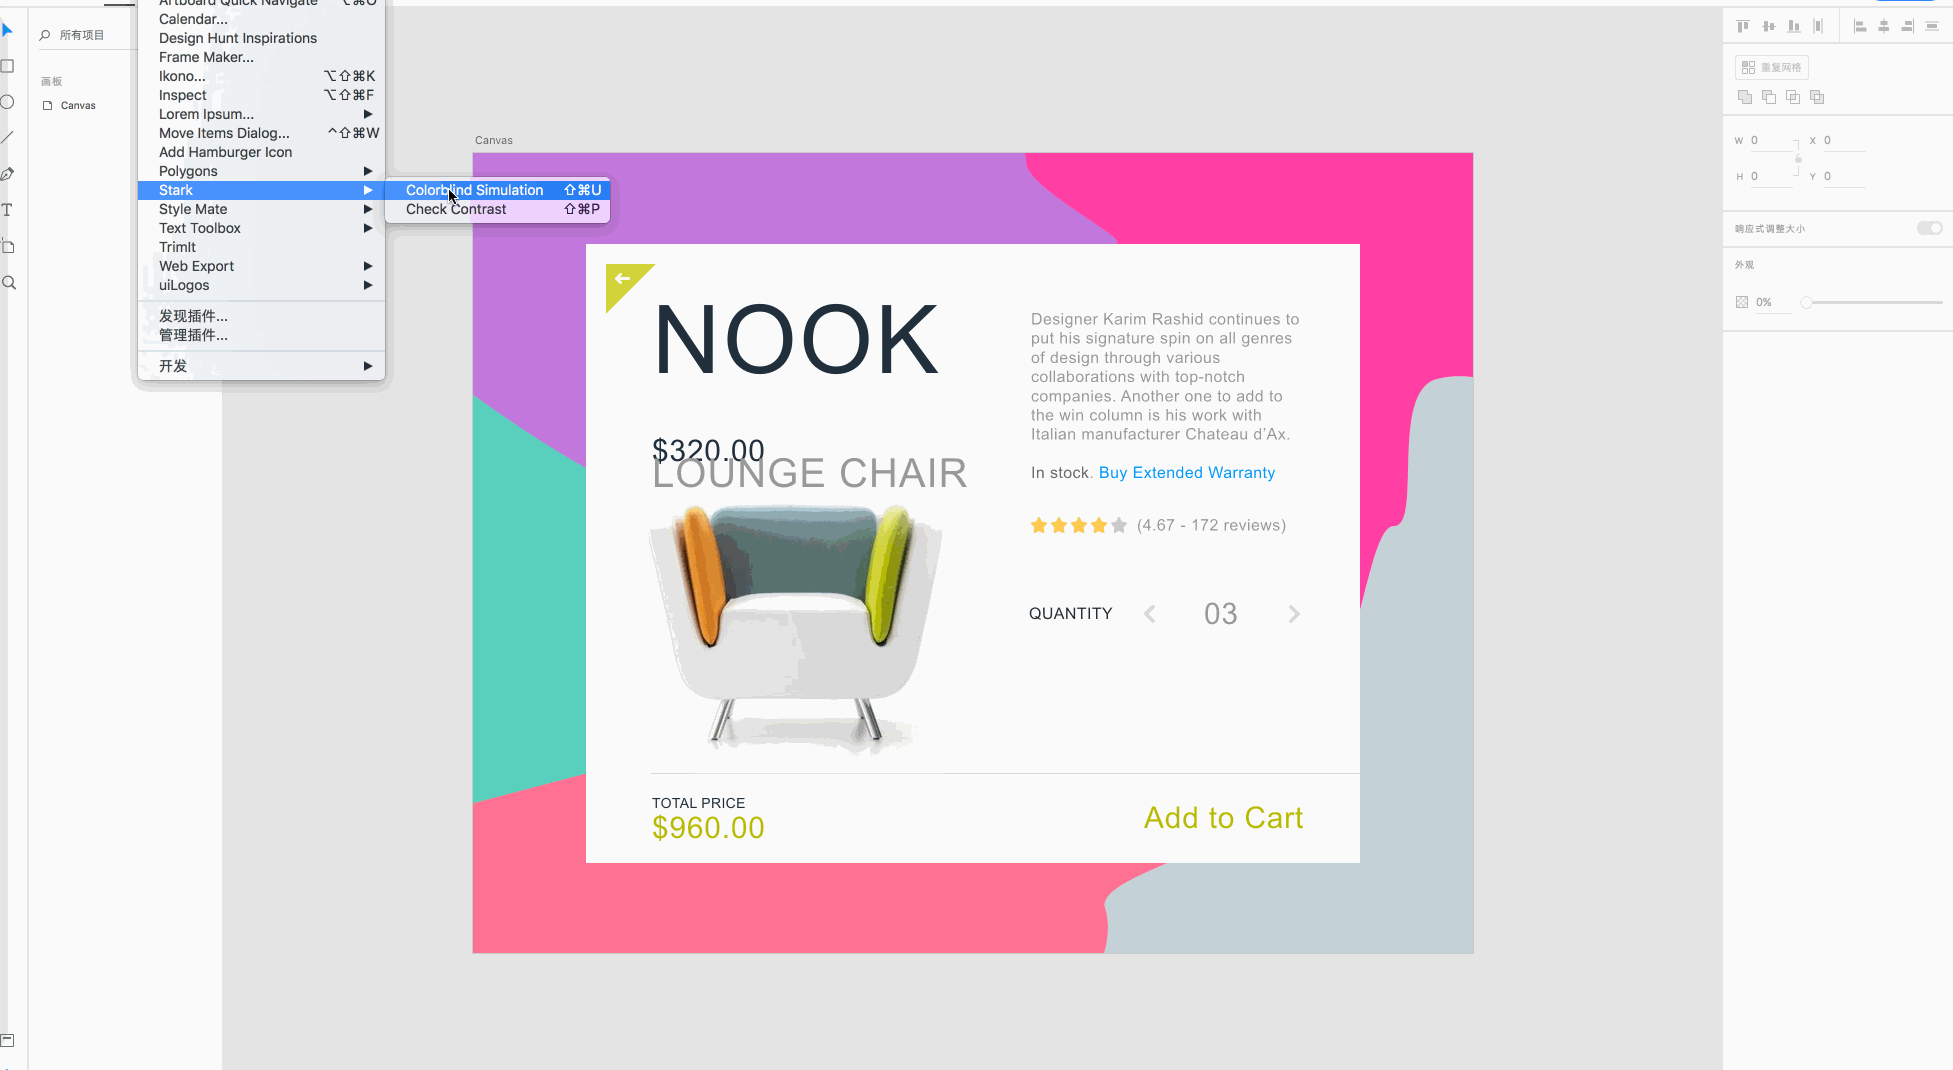 Artboard Quick Navigate ⌥⌘O
Calendar...
Design Hunt Inspirations
Frame Maker...
Ikono... ⌥⇧⌘K
Inspect ⌥⇧⌘F
Lorem Ipsum...
Move Items Dialog... ^⇧⌘W
Add Hamburger Icon
Polygons
Stark
Style Mate
Text Toolbox
TrimIt
Web Export
uiLogos
发现插件...
管理插件...
开发
Colorblind Simulation ⇧⌘U
Check Contrast ⇧⌘P
所有项目
画板
Canvas
Canvas
NOOK
$320.00
LOUNGE CHAIR
Designer Karim Rashid continues to
put his signature spin on all genres
of design through various
collaborations with top-notch
companies. Another one to add to
the win column is his work with
Italian manufacturer Chateau d’Ax.
In stock. Buy Extended Warranty
(4.67 - 172 reviews)
QUANTITY 03
TOTAL PRICE
$960.00
Add to Cart
重复网格
W 0 X 0
H 0 Y 0
响应式调整大小
外观
0%